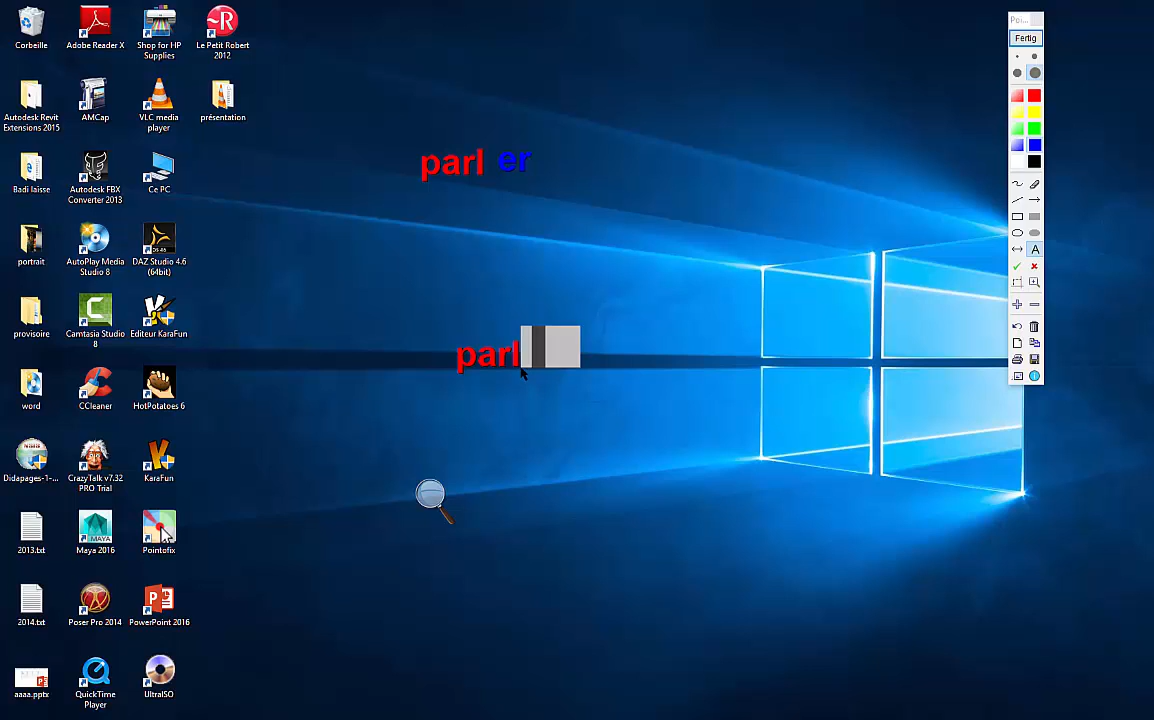 Corbeille
Adobe Reader X
Shop for HP
Supplies
Le Petit Robert
2012
Autodesk Revit
Extensions 2015
AMCap
VLC media
player
présentation
Badi laisse
Autodesk FBX
Converter 2013
Ce PC
portrait
AutoPlay Media
Studio 8
DAZ Studio 4.6
(64bit)
provisoire
Camtasia Studio
8
Editeur KaraFun
word
CCleaner
HotPotatoes 6
Didapages-1-...
CrazyTalk v7.32
PRO Trial
KaraFun
2013.txt
Maya 2016
Pointofix
2014.txt
Poser Pro 2014
PowerPoint 2016
aaaa.pptx
QuickTime
Player
UltraISO
parl er
parl
Poi...
Fertig
A